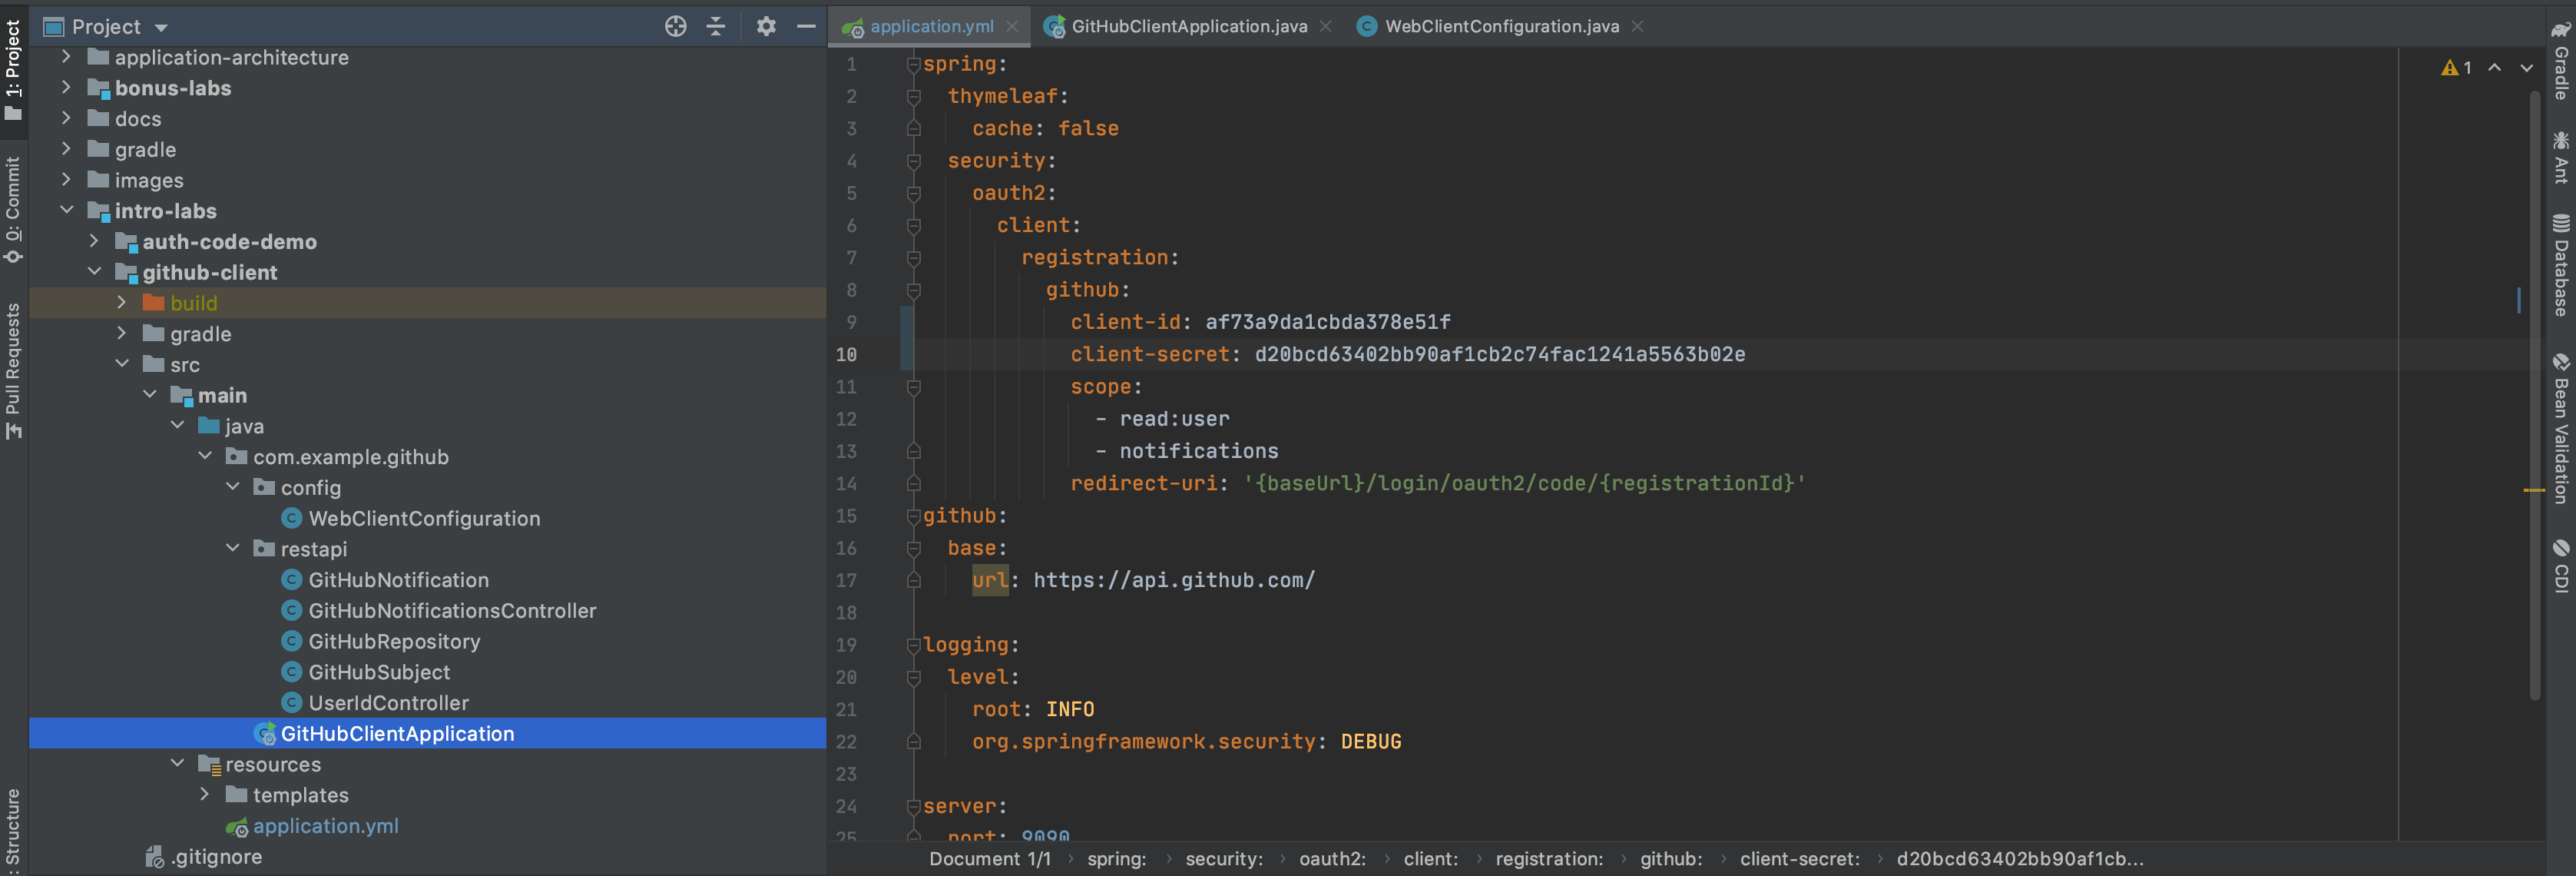 Project
application.yml
GitHubClientApplication.java
WebClientConfiguration.java
1: Project
0: Commit
Pull Requests
: Structure
application-architecture
bonus-labs
docs
gradle
images
intro-labs
auth-code-demo
github-client
build
gradle
src
main
java
com.example.github
config
WebClientConfiguration
restapi
GitHubNotification
GitHubNotificationsController
GitHubRepository
GitHubSubject
UserIdController
GitHubClientApplication
resources
templates
application.yml
.gitignore
1 spring:
2 thymeleaf:
3 cache: false
4 security:
5 oauth2:
6 client:
7 registration:
8 github:
9 client-id: af73a9da1cbda378e51f
10 client-secret: d20bcd63402bb90af1cb2c74fac1241a5563b02e
11 scope:
12 - read:user
13 - notifications
14 redirect-uri: '{baseUrl}/login/oauth2/code/{registrationId}'
15 github:
16 base:
17 url: https://api.github.com/
18
19 logging:
20 level:
21 root: INFO
22 org.springframework.security: DEBUG
23
24 server:
25 port: 9090
1
Document 1/1 › spring: › security: › oauth2: › client: › registration: › github: › client-secret: › d20bcd63402bb90af1cb...
Gradle
Ant
Database
Bean Validation
CDI